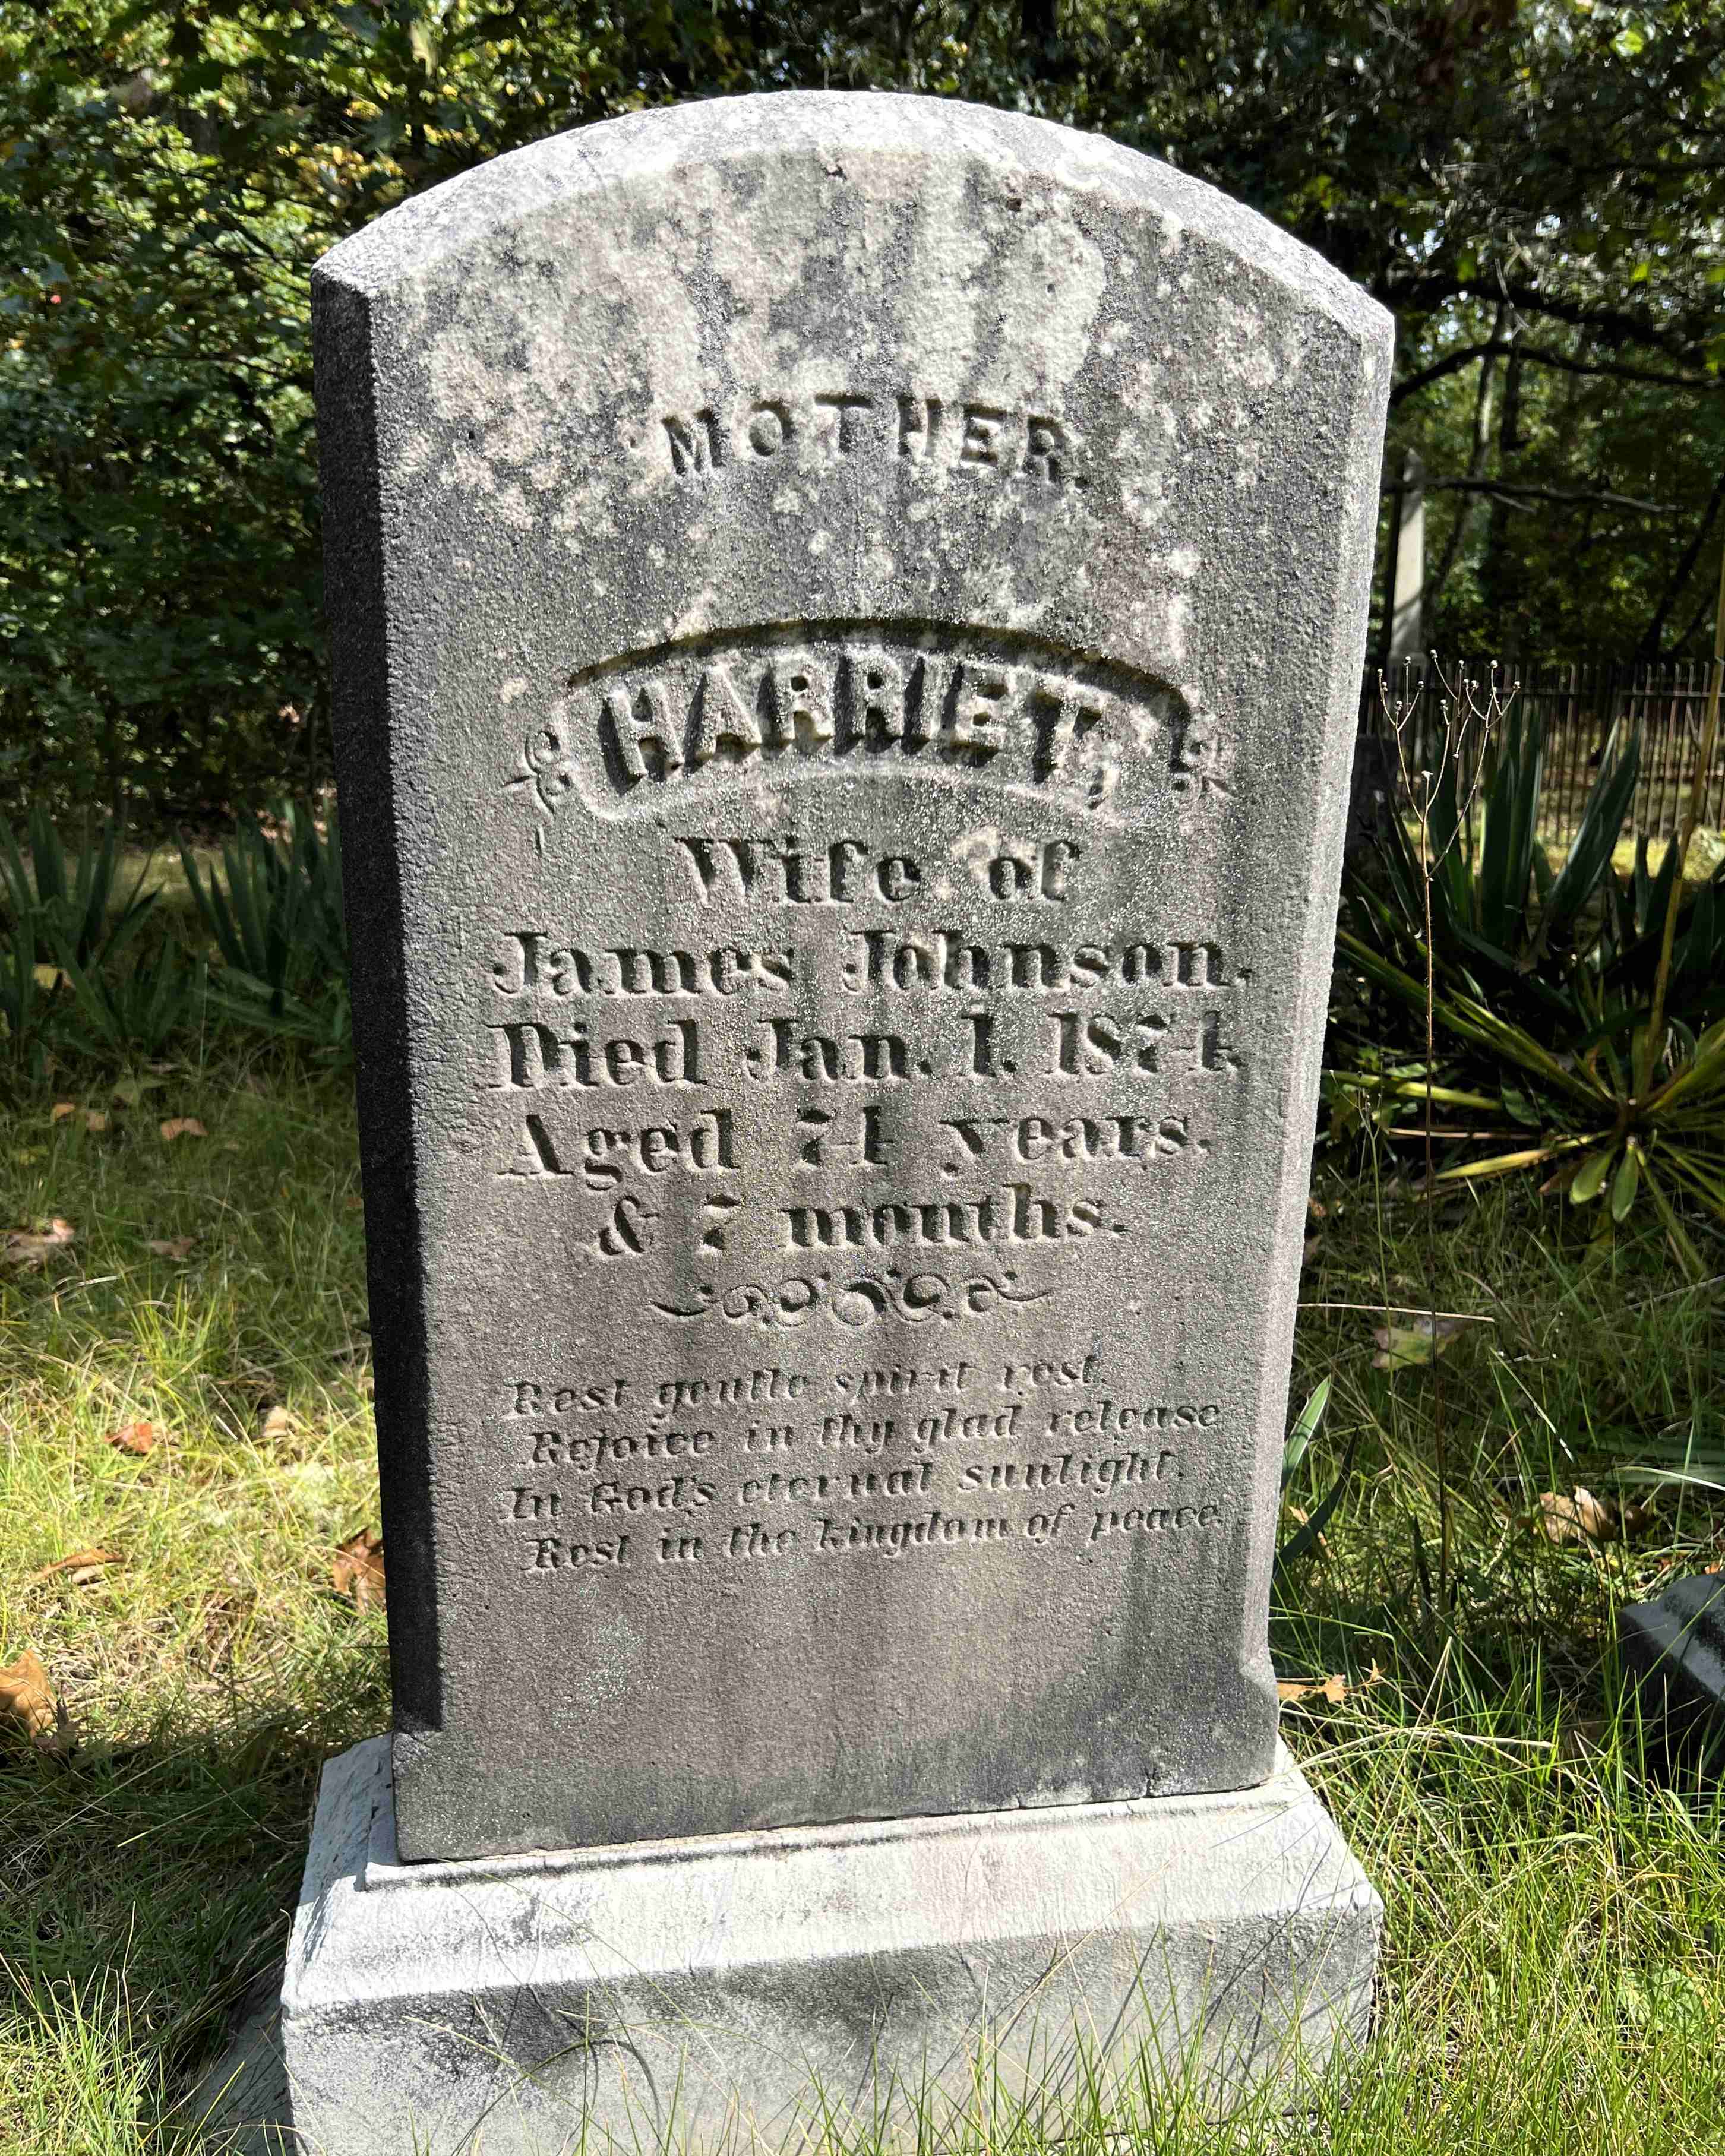 MOTHER.
HARRIET,
Wife of
James Johnson.
Died Jan. 1. 1874.
Aged 74 years.
& 7 months.
Rest gentle spirit rest.
Rejoice in thy glad release
In God's eternal sunlight.
Rest in the kingdom of peace.